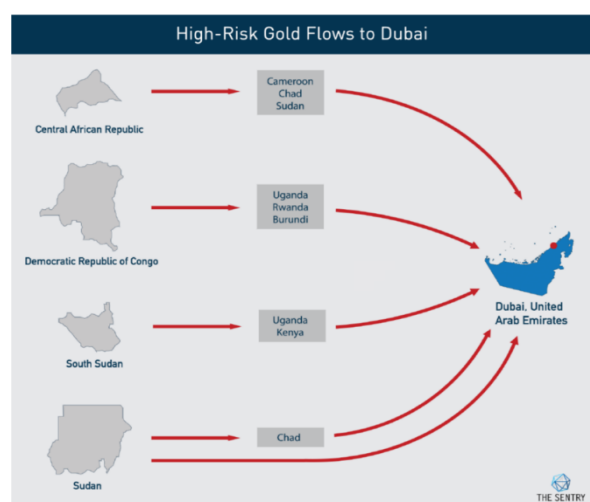 High-Risk Gold Flows to Dubai
Central African Republic
Cameroon
Chad
Sudan
Democratic Republic of Congo
Uganda
Rwanda
Burundi
South Sudan
Uganda
Kenya
Sudan
Chad
Dubai, United
Arab Emirates
THE SENTRY